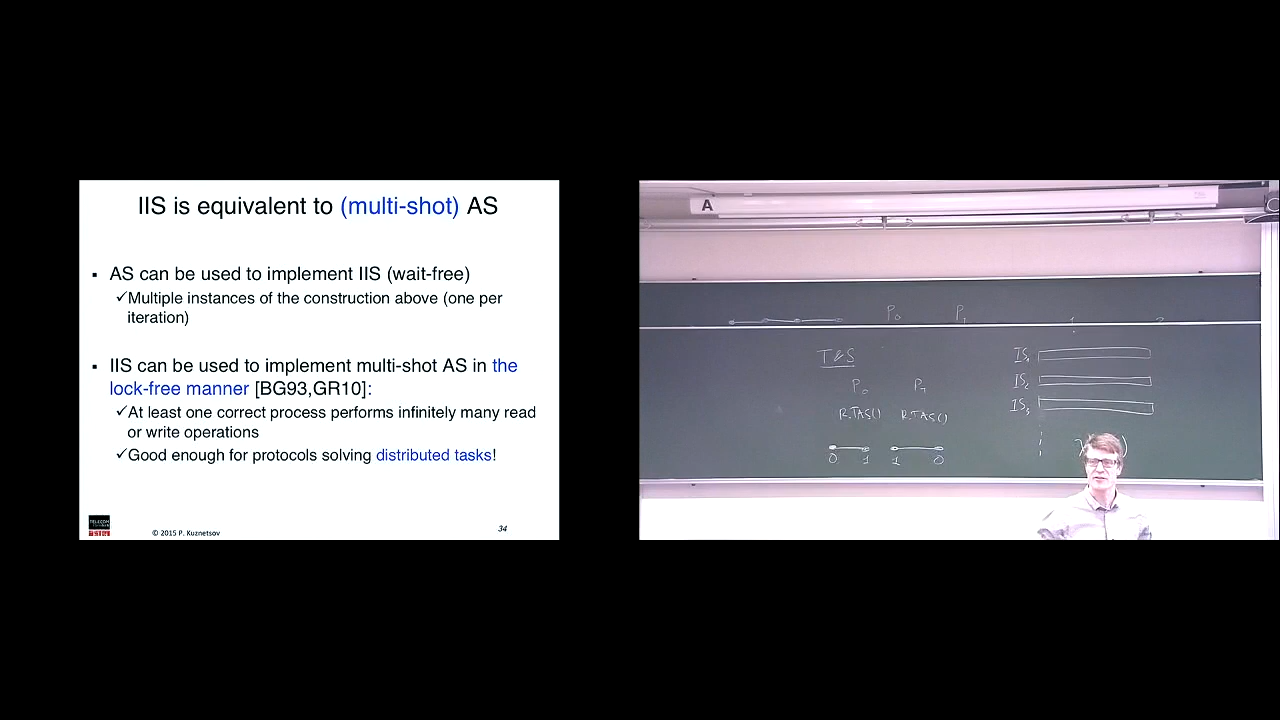 IIS is equivalent to (multi-shot) AS
▪ AS can be used to implement IIS (wait-free)
✓Multiple instances of the construction above (one per
iteration)
▪ IIS can be used to implement multi-shot AS in the
lock-free manner [BG93,GR10]:
✓At least one correct process performs infinitely many read
or write operations
✓Good enough for protocols solving distributed tasks!
TELECOM
© 2015 P. Kuznetsov
34
A
P0 P1
T&S
P0 P1
R.TAS() R.TAS()
0 1 1 0
IS1
IS2
IS3